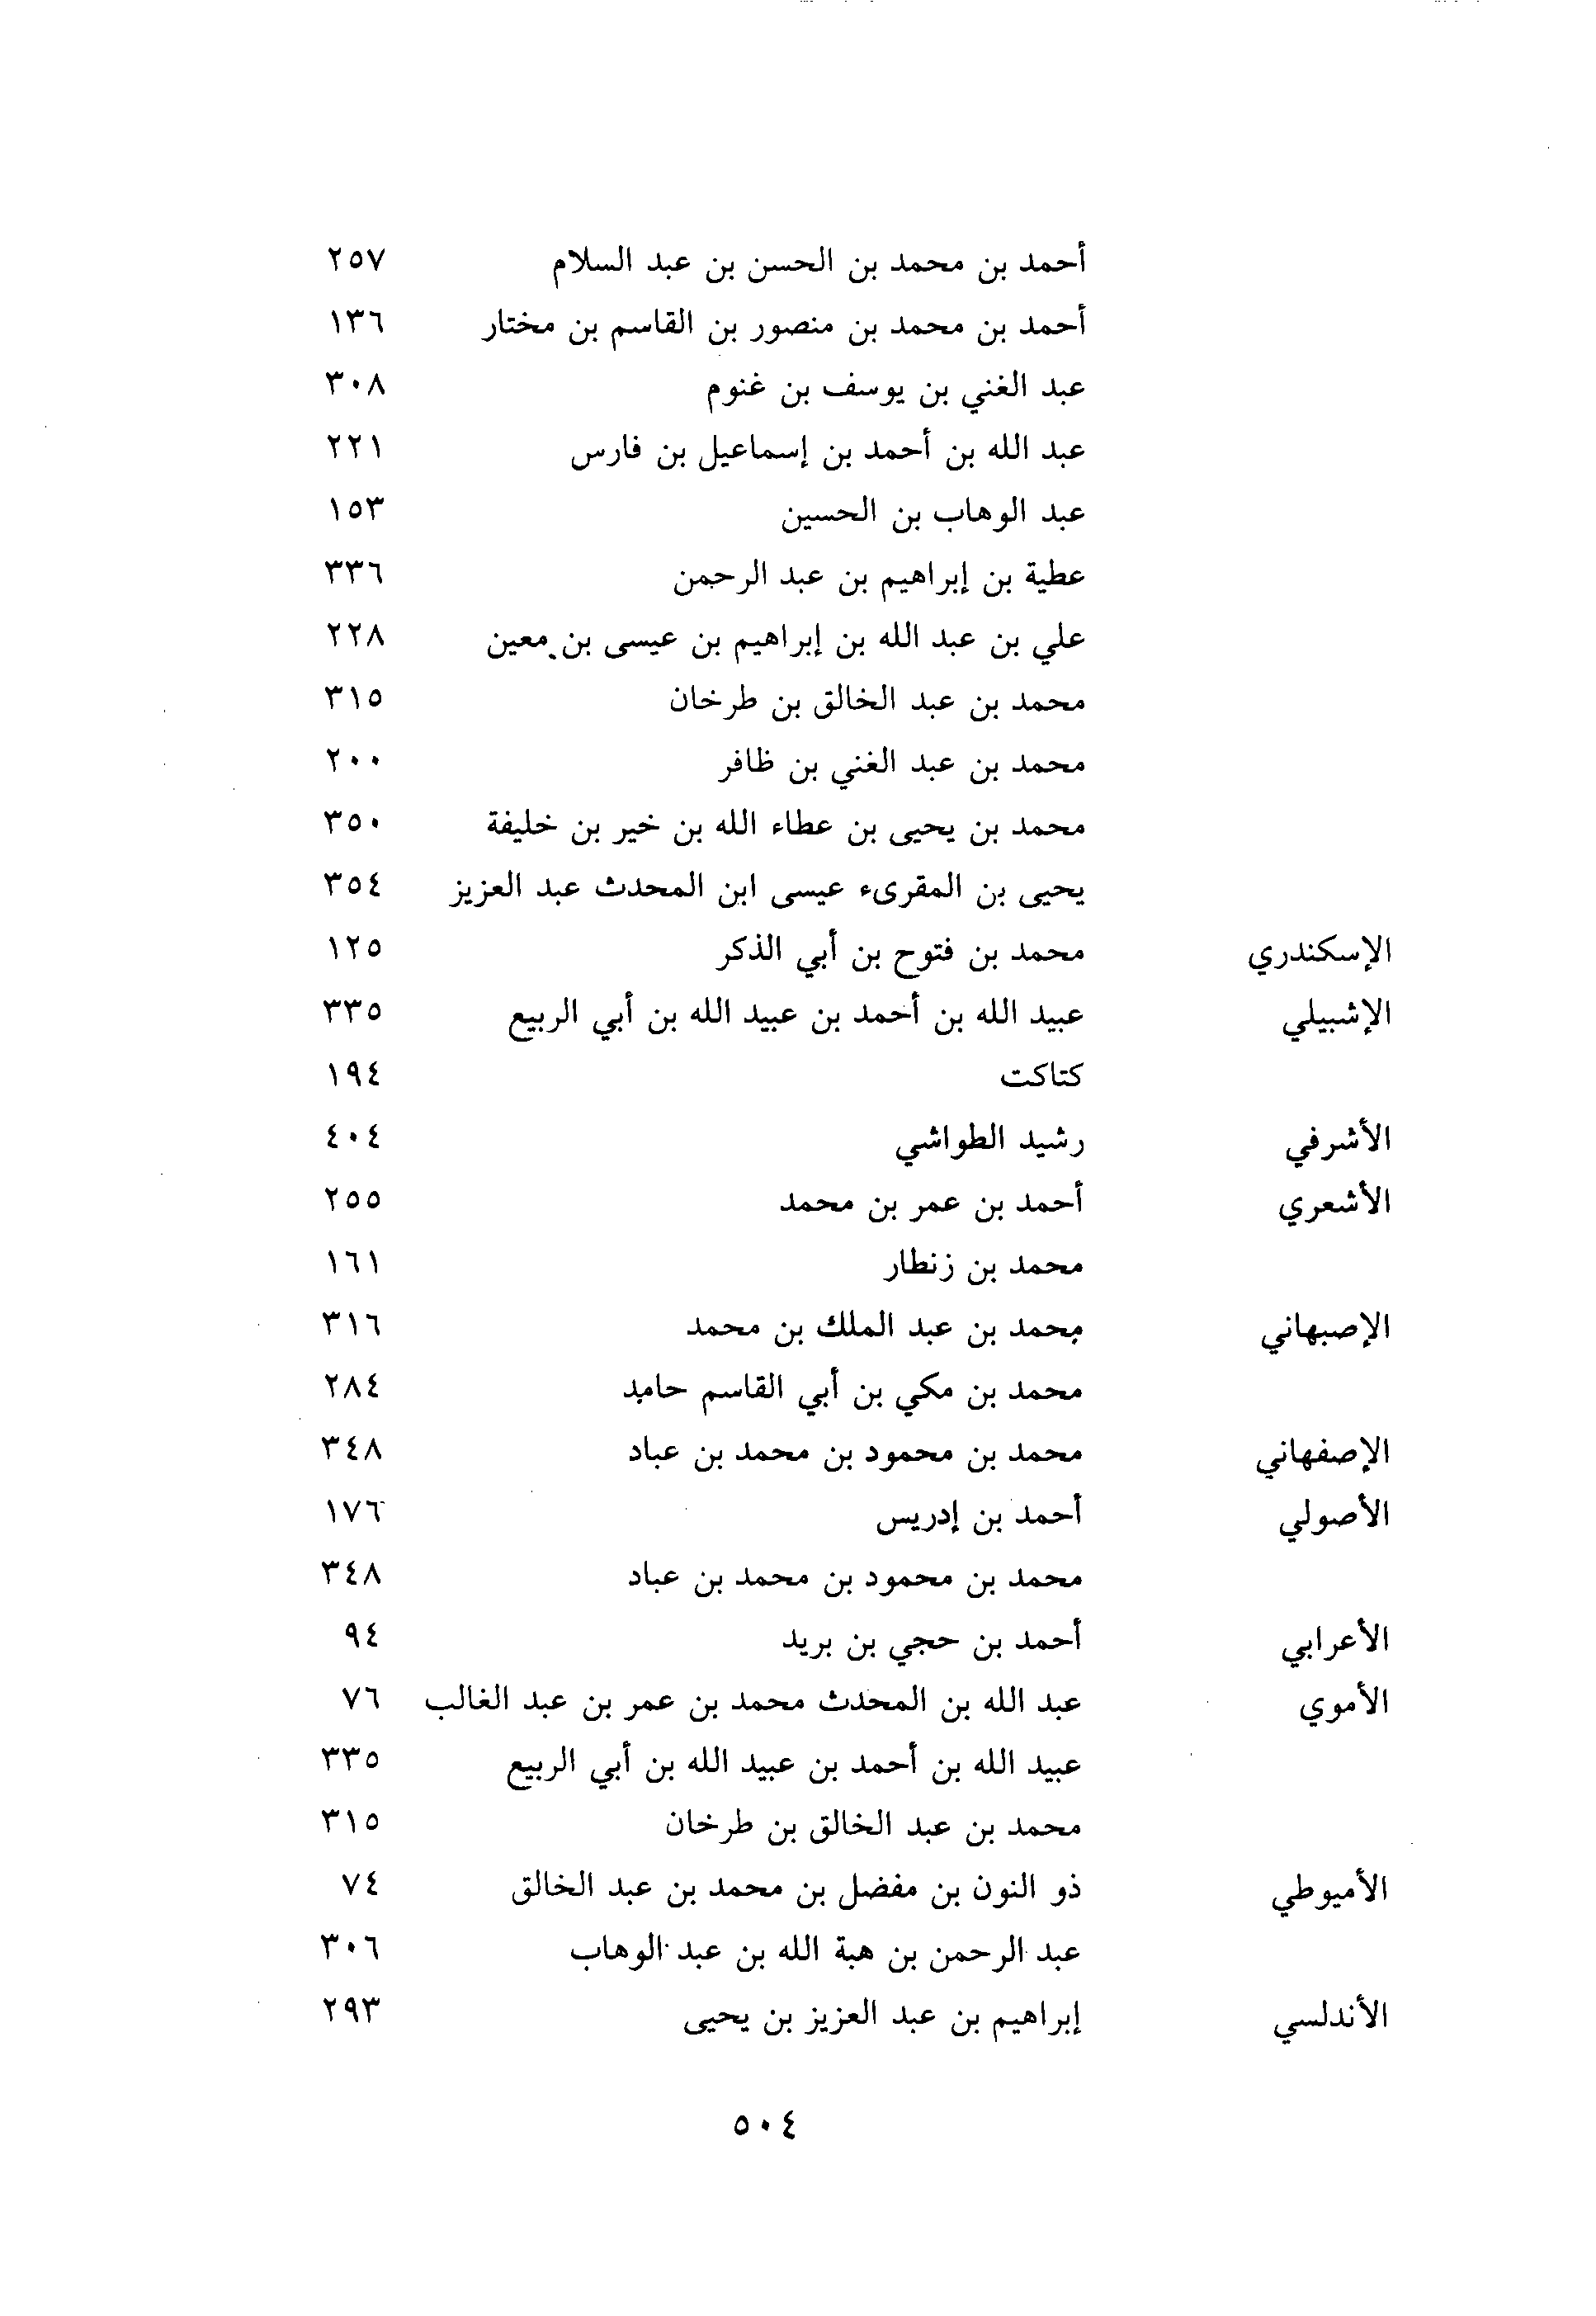 أحمد بن محمد بن الحسن بن عبد السلام ٢٥٧
أحمد بن محمد بن منصور بن القاسم بن مختار ١٣٦
عبد الغني بن يوسف بن غنوم ٣٠٨
عبد الله بن أحمد بن إسماعيل بن فارس ٢٢١
عبد الوهاب بن الحسين ١٥٣
عطية بن إبراهيم بن عبد الرحمن ٣٣٦
علي بن عبد الله بن إبراهيم بن عيسى بن معين ٢٢٨
محمد بن عبد الخالق بن طرخان ٣١٥
محمد بن عبد الغني بن ظافر ٢٠٠
محمد بن يحيى بن عطاء الله بن خير بن خليفة ٣٥٠
يحيى بن المقرىء عيسى ابن المحدث عبد العزيز ٣٥٤
الإسكندري محمد بن فتوح بن أبي الذكر ١٢٥
الإشبيلي عبيد الله بن أحمد بن عبيد الله بن أبي الربيع ٣٣٥
كتاكت ١٩٤
الأشرفي رشيد الطواشي ٤٠٤
الأشعري أحمد بن عمر بن محمد ٢٥٥
محمد بن زنطار ١٦١
الإصبهاني محمد بن عبد الملك بن محمد ٣١٦
محمد بن مكي بن أبي القاسم حامد ٢٨٤
الإصفهاني محمد بن محمود بن محمد بن عباد ٣٤٨
الأصولي أحمد بن إدريس ١٧٦
محمد بن محمود بن محمد بن عباد ٣٤٨
الأعرابي أحمد بن حجي بن بريد ٩٤
الأموي عبد الله بن المحدث محمد بن عمر بن عبد الغالب ٧٦
عبيد الله بن أحمد بن عبيد الله بن أبي الربيع ٣٣٥
محمد بن عبد الخالق بن طرخان ٣١٥
الأميوطي ذو النون بن مفضل بن محمد بن عبد الخالق ٧٤
عبد الرحمن بن هبة الله بن عبد الوهاب ٣٠٦
الأندلسي إبراهيم بن عبد العزيز بن يحيى ٢٩٣
٥٠٤